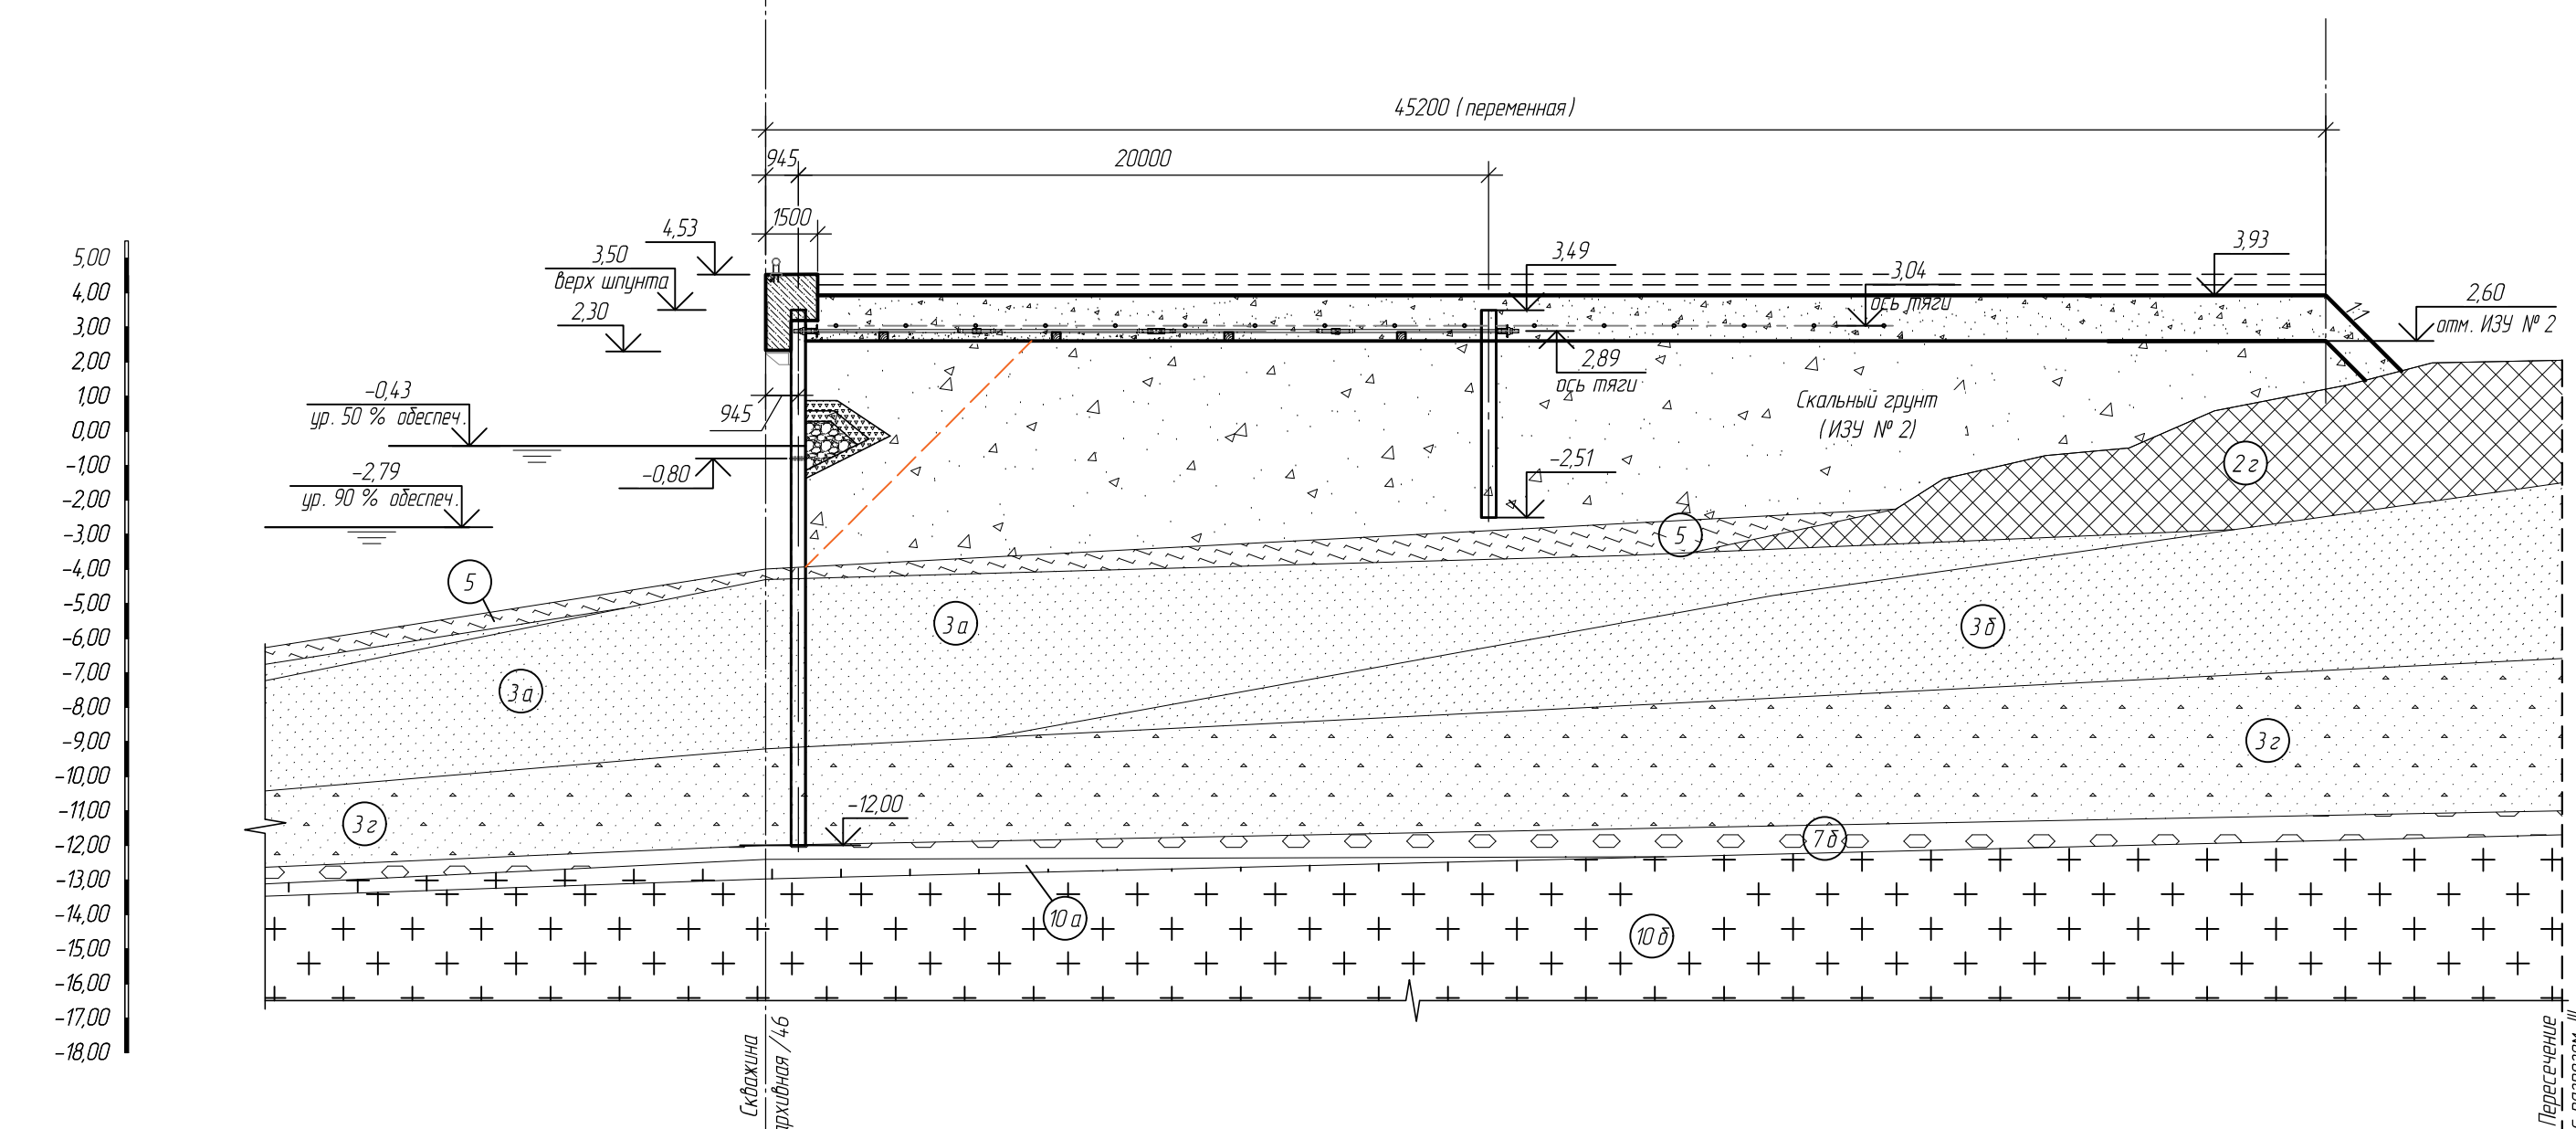 45200 (переменная)
945
20000
1500
4,53
3,50
верх шпунта
2,30
3,49
3,04
ось тяги
3,93
2,60
отм. ИЗУ № 2
2,89
ось тяги
Скальный грунт
(ИЗУ № 2)
-0,43
ур. 50 % обеспеч.
945
-0,80
-2,79
ур. 90 % обеспеч.
-2,51
2г
5
5
3а
3а
3б
3г
3г
-12,00
7б
10а
10б
5,00
4,00
3,00
2,00
1,00
0,00
-1,00
-2,00
-3,00
-4,00
-5,00
-6,00
-7,00
-8,00
-9,00
-10,00
-11,00
-12,00
-13,00
-14,00
-15,00
-16,00
-17,00
-18,00
Скважина
архивная /46
Пересечение